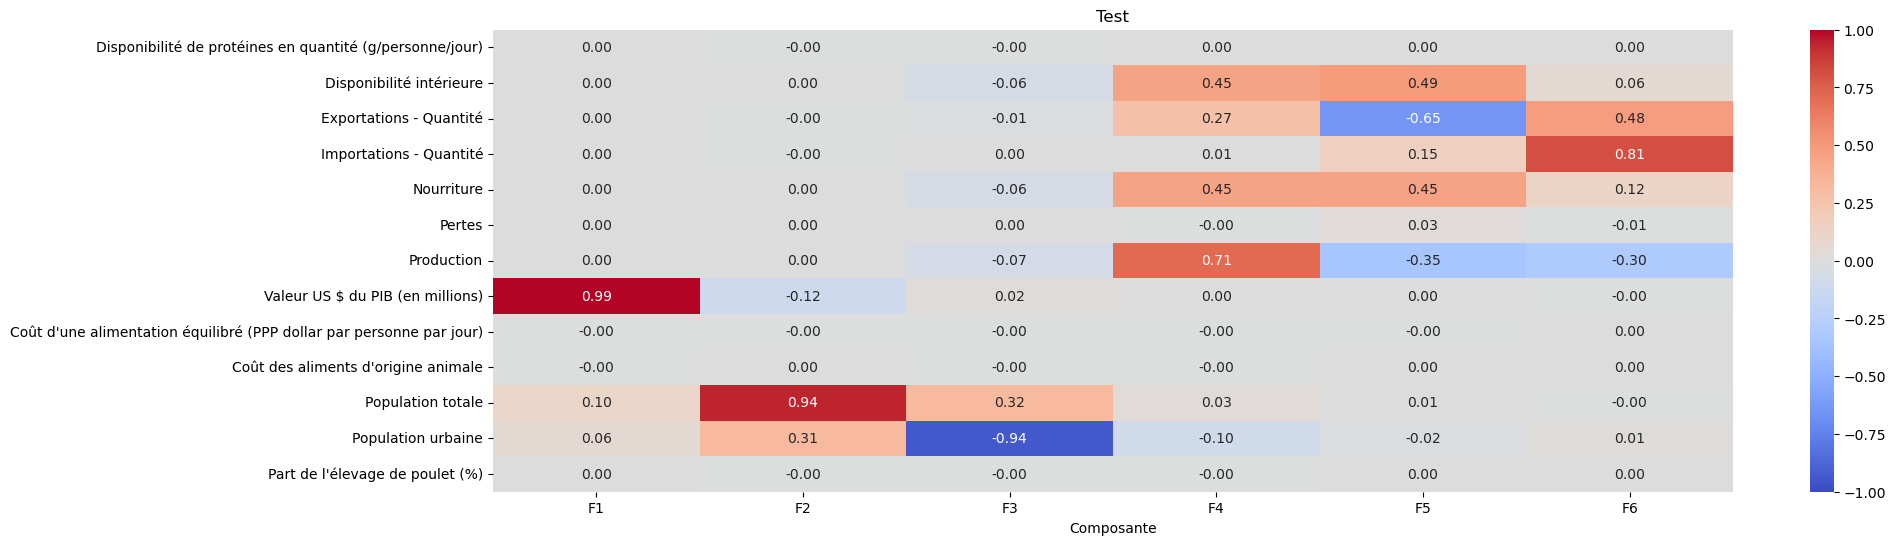 Test
Disponibilité de protéines en quantité (g/personne/jour) 0.00 -0.00 -0.00 0.00 0.00 0.00
Disponibilité intérieure 0.00 0.00 -0.06 0.45 0.49 0.06
Exportations - Quantité 0.00 -0.00 -0.01 0.27 -0.65 0.48
Importations - Quantité 0.00 -0.00 0.00 0.01 0.15 0.81
Nourriture 0.00 0.00 -0.06 0.45 0.45 0.12
Pertes 0.00 0.00 0.00 -0.00 0.03 -0.01
Production 0.00 0.00 -0.07 0.71 -0.35 -0.30
Valeur US $ du PIB (en millions) 0.99 -0.12 0.02 0.00 0.00 -0.00
Coût d'une alimentation équilibré (PPP dollar par personne par jour) -0.00 -0.00 -0.00 -0.00 -0.00 0.00
Coût des aliments d'origine animale -0.00 0.00 -0.00 -0.00 0.00 0.00
Population totale 0.10 0.94 0.32 0.03 0.01 -0.00
Population urbaine 0.06 0.31 -0.94 -0.10 -0.02 0.01
Part de l'élevage de poulet (%) 0.00 -0.00 -0.00 -0.00 0.00 0.00
F1 F2 F3 F4 F5 F6
Composante
1.00
0.75
0.50
0.25
0.00
−0.25
−0.50
−0.75
−1.00